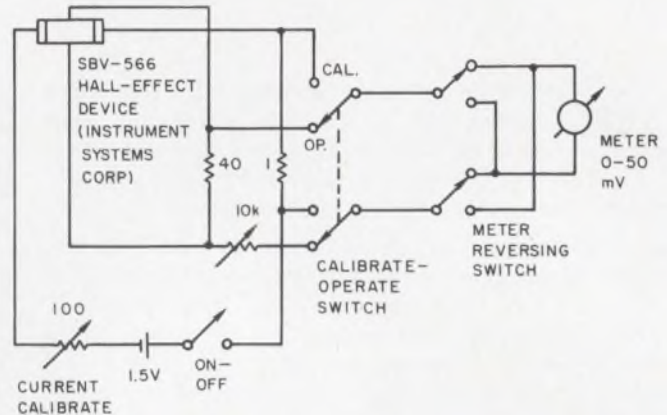 SBV-566
HALL-EFFECT
DEVICE
(INSTRUMENT
SYSTEMS
CORP)
CAL.
OP.
40
1
10k
METER
0-50
mV
METER
REVERSING
SWITCH
CALIBRATE-
OPERATE
SWITCH
100
1.5V
ON-
OFF
CURRENT
CALIBRATE